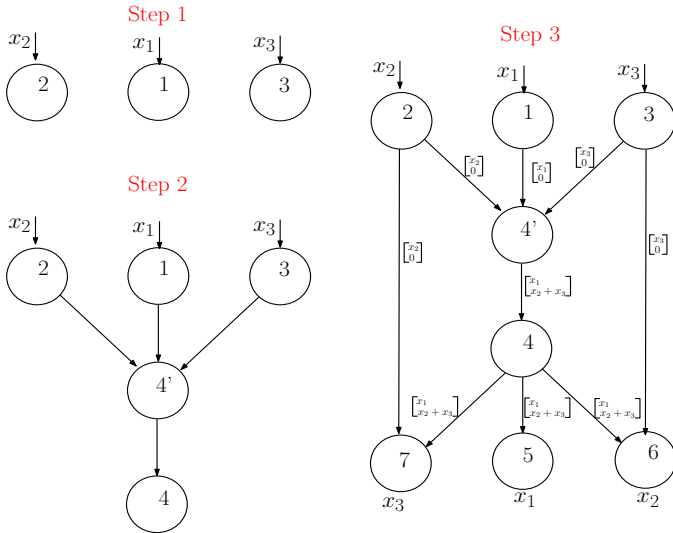 Step 1
x₂ x₁ x₃
2 1 3
Step 2
x₂ x₁ x₃
2 1 3
4'
4
Step 3
x₂ x₁ x₃
2 1 3
[x₂ 0] [x₁ 0] [x₃ 0]
4'
[x₂ 0] [x₃ 0]
[x₁ x₂ + x₃]
4
[x₁ x₂ + x₃] [x₁ x₂ + x₃] [x₁ x₂ + x₃]
7 5 6
x₃ x₁ x₂